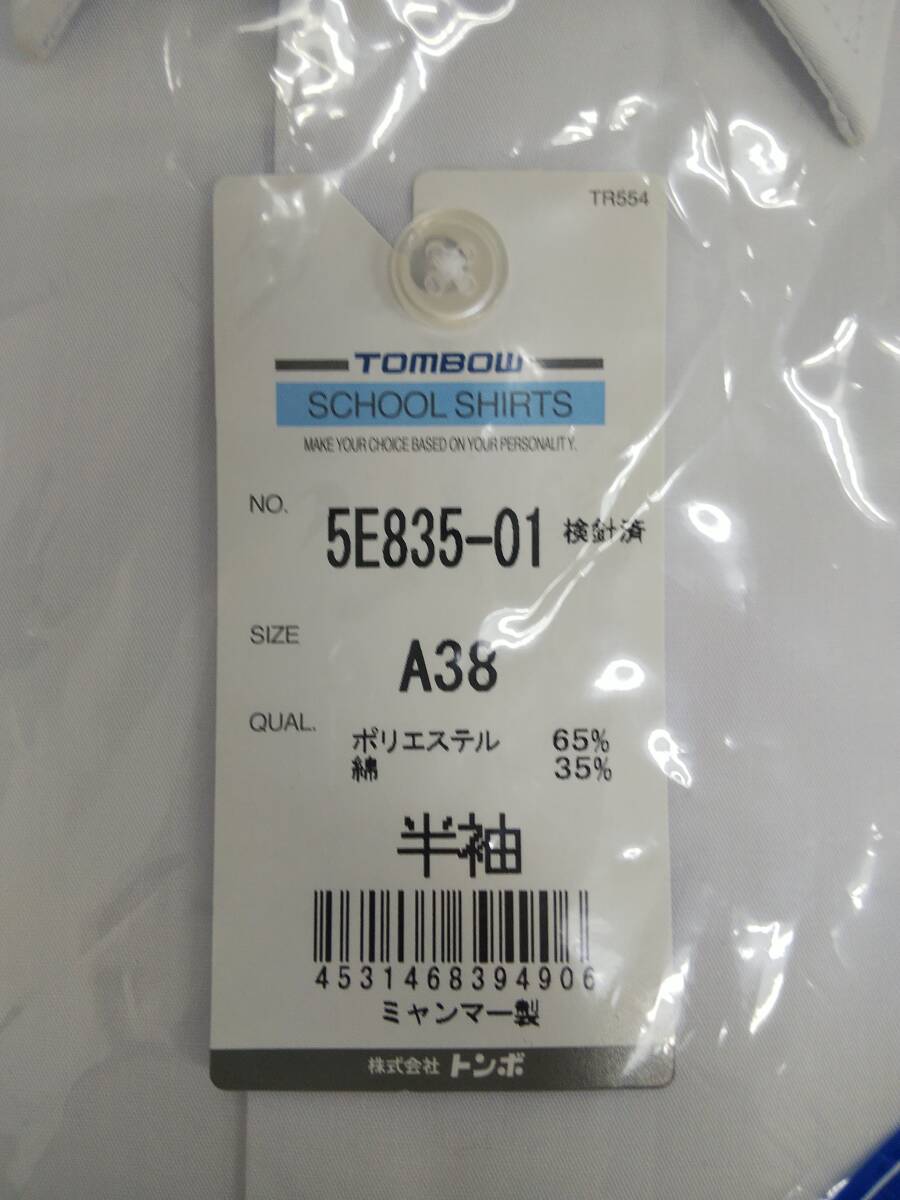 TR554
TOMBOW
SCHOOL SHIRTS
MAKE YOUR CHOICE BASED ON YOUR PERSONALITY.
NO.
5E835-01 検針済
SIZE
A38
QUAL.
ポリエステル 65%
綿 35%
半袖
4531468394906
ミャンマー製
株式会社 トンボ